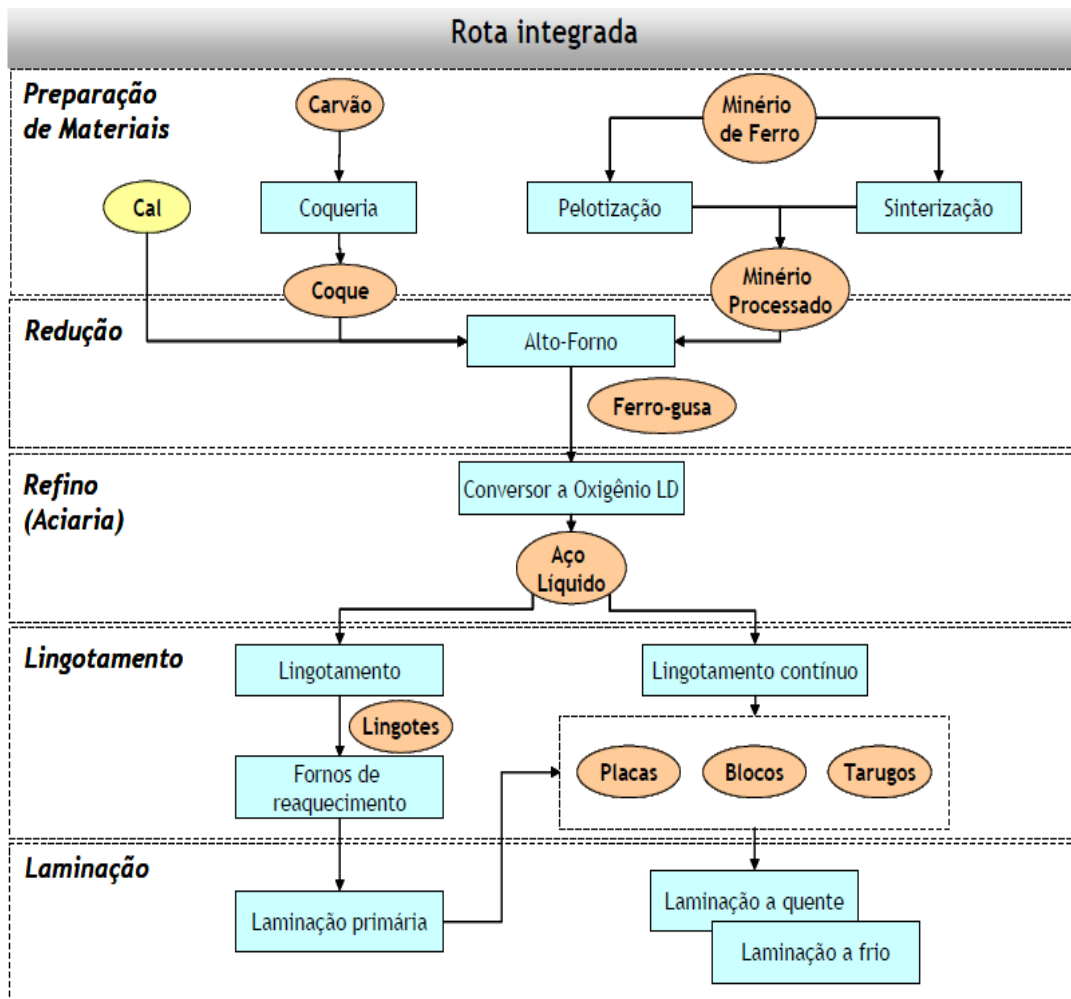 Rota integrada
Preparação
de Materiais
Carvão
Minério
de Ferro
Cal
Coqueria
Pelotização
Sinterização
Coque
Minério
Processado
Redução
Alto-Forno
Ferro-gusa
Refino
(Aciaria)
Conversor a Oxigênio LD
Aço
Líquido
Lingotamento
Lingotamento
Lingotamento contínuo
Lingotes
Placas
Blocos
Tarugos
Fornos de
reaquecimento
Laminação
Laminação primária
Laminação a quente
Laminação a frio